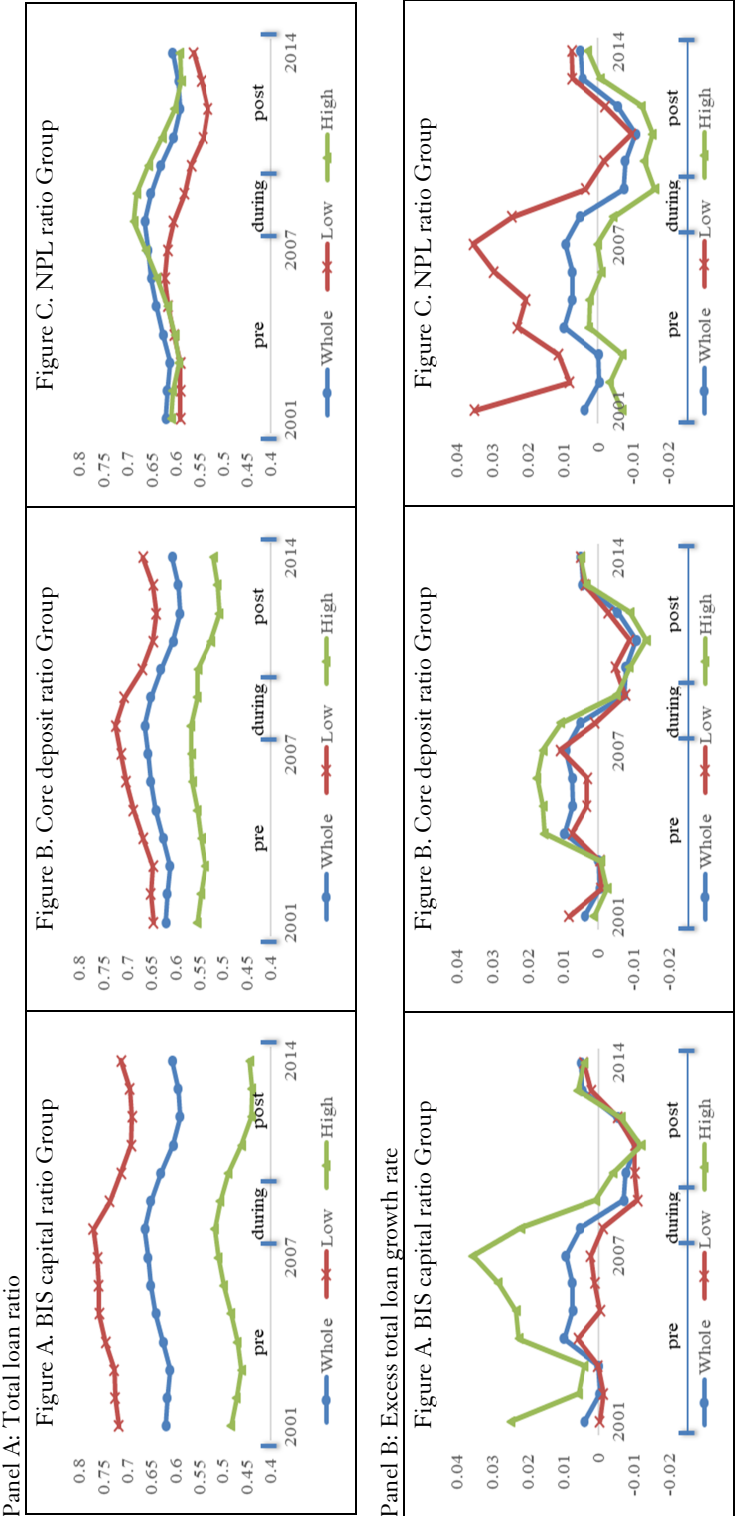 Panel A: Total loan ratio
Figure A. BIS capital ratio Group
0.8
0.75
0.7
0.65
0.6
0.55
0.5
0.45
0.4
pre during post
2001 2007 2014
Whole Low High
Figure B. Core deposit ratio Group
0.8
0.75
0.7
0.65
0.6
0.55
0.5
0.45
0.4
pre during post
2001 2007 2014
Whole Low High
Figure C. NPL ratio Group
0.8
0.75
0.7
0.65
0.6
0.55
0.5
0.45
0.4
pre during post
2001 2007 2014
Whole Low High
Panel B: Excess total loan growth rate
Figure A. BIS capital ratio Group
0.04
0.03
0.02
0.01
0
-0.01
-0.02
2001 2007 2014
pre during post
Whole Low High
Figure B. Core deposit ratio Group
0.04
0.03
0.02
0.01
0
-0.01
-0.02
2001 2007 2014
pre during post
Whole Low High
Figure C. NPL ratio Group
0.04
0.03
0.02
0.01
0
-0.01
-0.02
2001 2007 2014
pre during post
Whole Low High